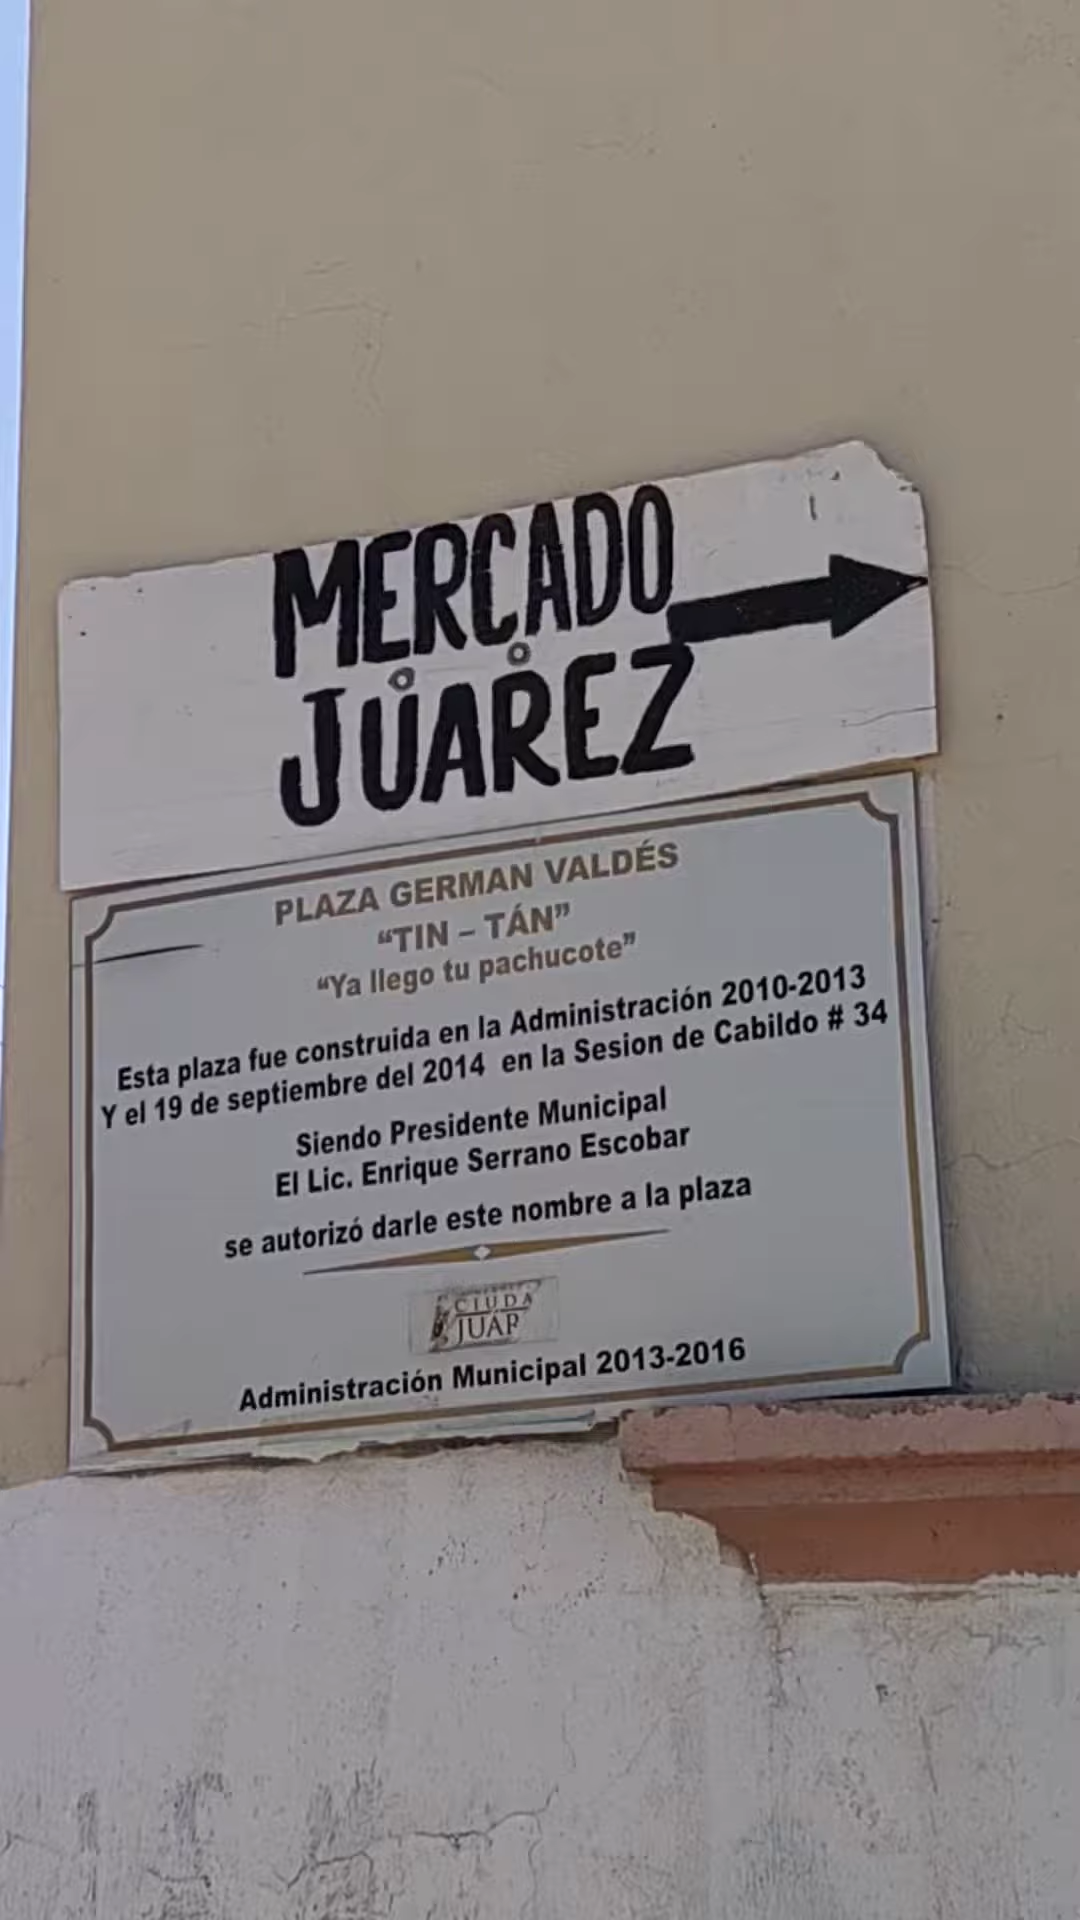 MERCADO
JUAREZ
PLAZA GERMAN VALDÉS
“TIN – TÁN”
“Ya llego tu pachucote”
Esta plaza fue construida en la Administración 2010-2013
Y el 19 de septiembre del 2014 en la Sesion de Cabildo # 34
Siendo Presidente Municipal
El Lic. Enrique Serrano Escobar
se autorizó darle este nombre a la plaza
CIUDA
JUAR
Administración Municipal 2013-2016